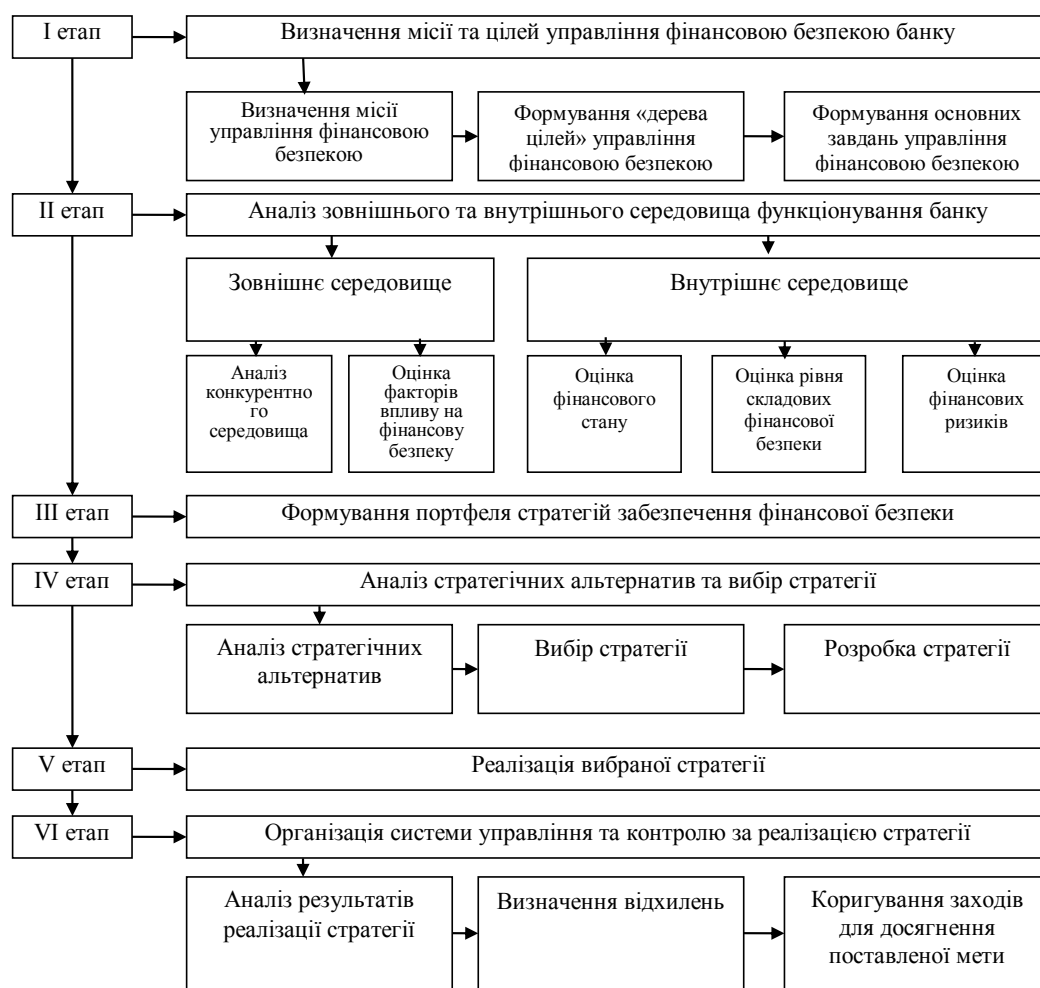 I етап
Визначення місії та цілей управління фінансовою безпекою банку
Визначення місії
управління фінансовою
безпекою
Формування «дерева
цілей» управління
фінансовою безпекою
Формування основних
завдань управління
фінансовою безпекою
II етап
Аналіз зовнішнього та внутрішнього середовища функціонування банку
Зовнішнє середовище
Внутрішнє середовище
Аналіз
конкурентно
го
середовища
Оцінка
факторів
впливу на
фінансову
безпеку
Оцінка
фінансового
стану
Оцінка рівня
складових
фінансової
безпеки
Оцінка
фінансових
ризиків
III етап
Формування портфеля стратегій забезпечення фінансової безпеки
IV етап
Аналіз стратегічних альтернатив та вибір стратегії
Аналіз стратегічних
альтернатив
Вибір стратегії
Розробка стратегії
V етап
Реалізація вибраної стратегії
VI етап
Організація системи управління та контролю за реалізацією стратегії
Аналіз результатів
реалізації стратегії
Визначення відхилень
Коригування заходів
для досягнення
поставленої мети